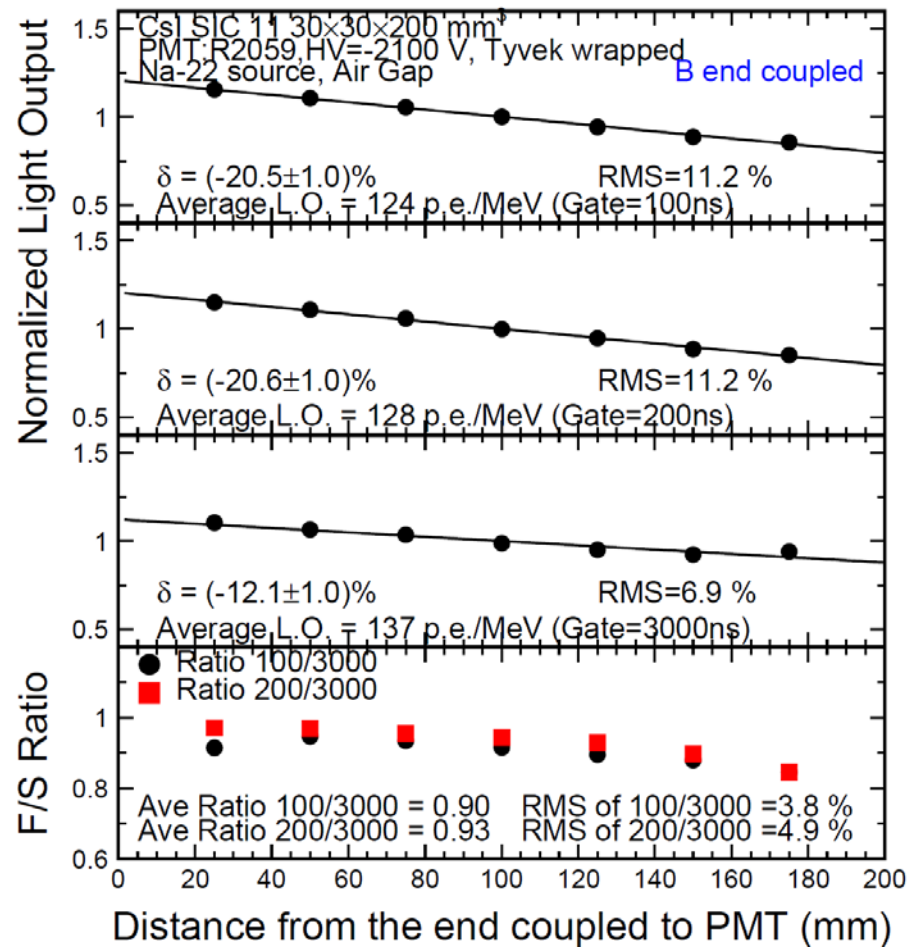 CsI SIC 11 30×30×200 mm³
PMT:R2059,HV=-2100 V, Tyvek wrapped
Na-22 source, Air Gap
B end coupled
1.5
1
0.5
δ = (-20.5±1.0)%
RMS=11.2 %
Average L.O. = 124 p.e./MeV (Gate=100ns)
1.5
1
0.5
δ = (-20.6±1.0)%
RMS=11.2 %
Average L.O. = 128 p.e./MeV (Gate=200ns)
1.5
1
0.5
δ = (-12.1±1.0)%
RMS=6.9 %
Average L.O. = 137 p.e./MeV (Gate=3000ns)
Normalized Light Output
Ratio 100/3000
Ratio 200/3000
1
0.8
0.6
Ave Ratio 100/3000 = 0.90
RMS of 100/3000 =3.8 %
Ave Ratio 200/3000 = 0.93
RMS of 200/3000 =4.9 %
F/S Ratio
0 20 40 60 80 100 120 140 160 180 200
Distance from the end coupled to PMT (mm)